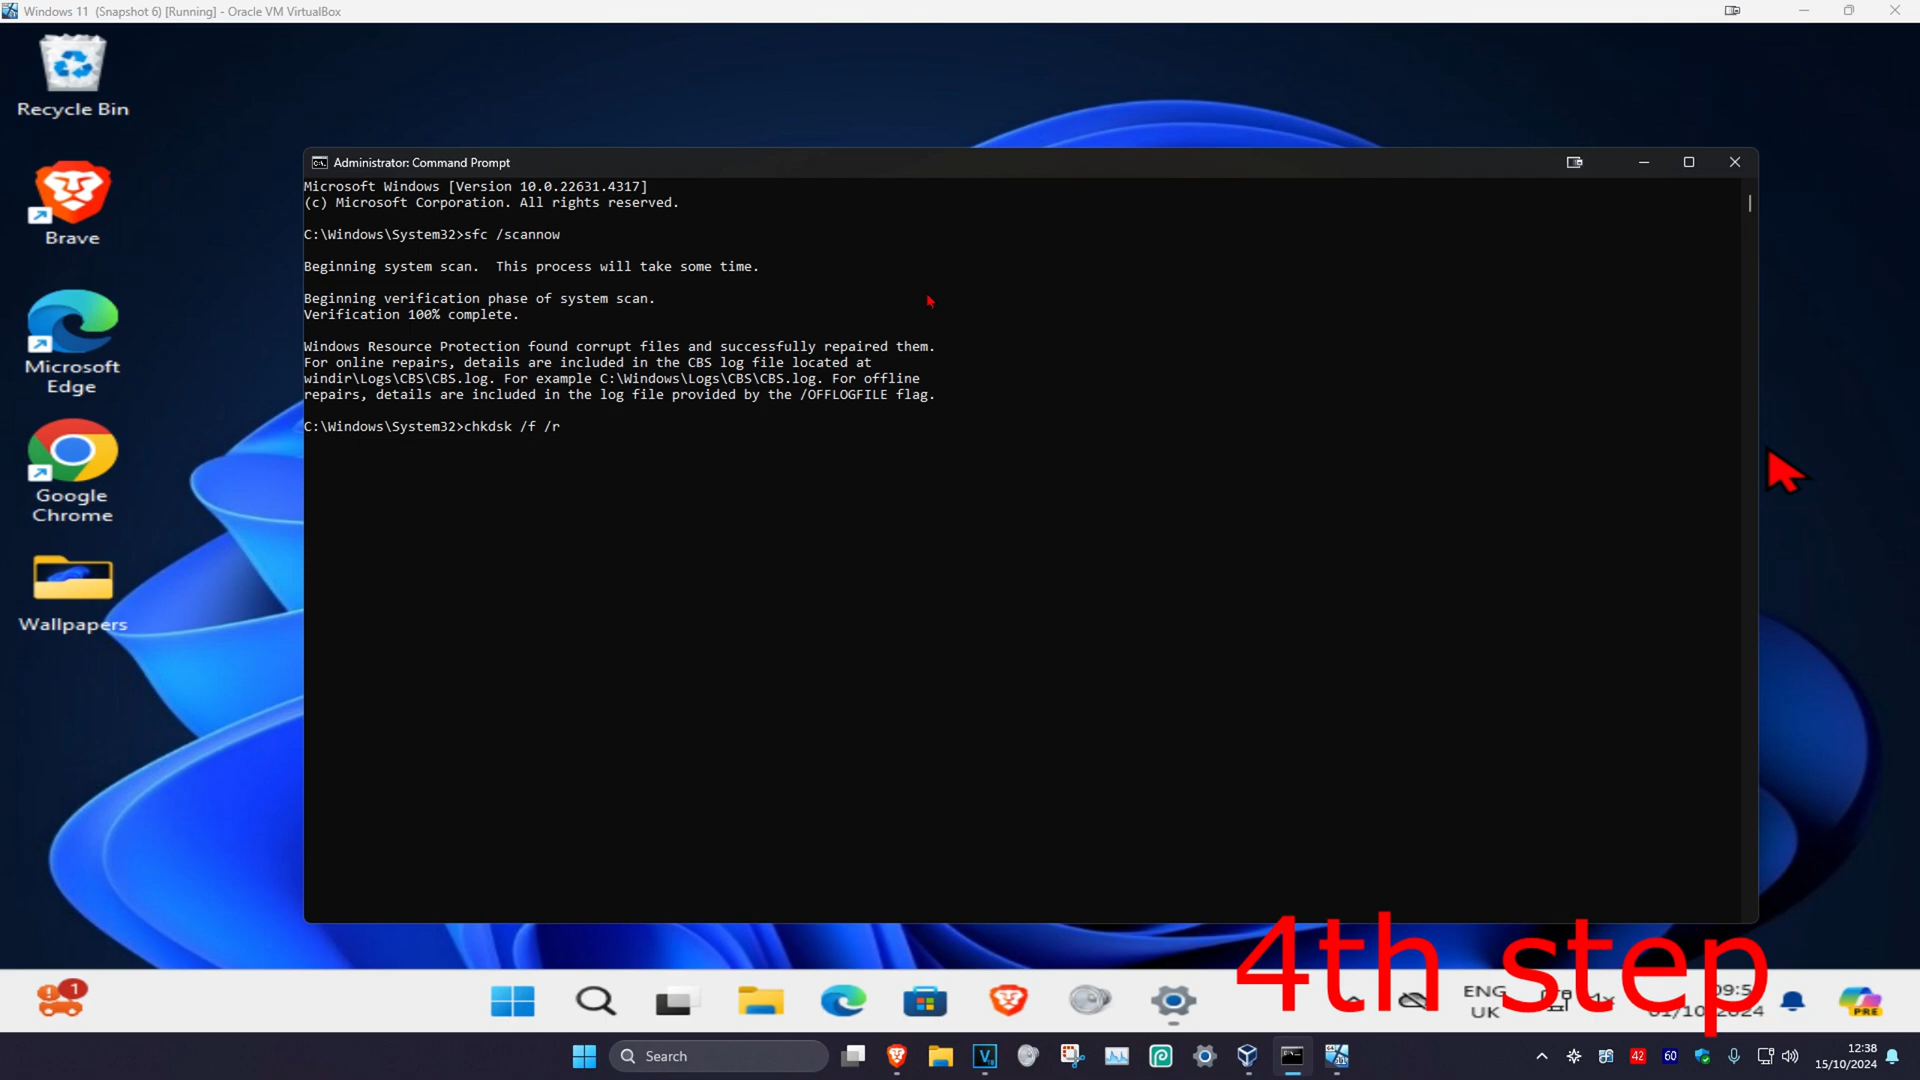 Windows 11 (Snapshot 6) [Running] - Oracle VM VirtualBox
Recycle Bin
Brave
Microsoft
Edge
Google
Chrome
Wallpapers
Administrator: Command Prompt
Microsoft Windows [Version 10.0.22631.4317]
(c) Microsoft Corporation. All rights reserved.
C:\Windows\System32>sfc /scannow
Beginning system scan.  This process will take some time.
Beginning verification phase of system scan.
Verification 100% complete.
Windows Resource Protection found corrupt files and successfully repaired them.
For online repairs, details are included in the CBS log file located at
windir\Logs\CBS\CBS.log. For example C:\Windows\Logs\CBS\CBS.log. For offline
repairs, details are included in the log file provided by the /OFFLOGFILE flag.
C:\Windows\System32>chkdsk /f /r
4th step
1
ENG
UK
PRE
Search
42
60
12:38
15/10/2024